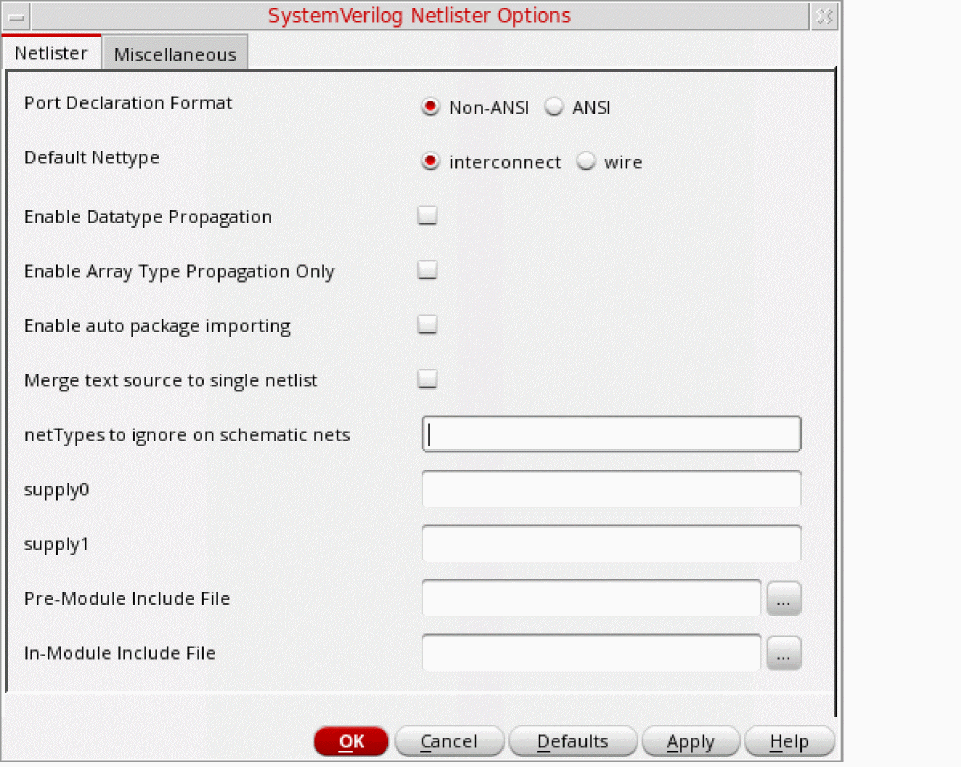 SystemVerilog Netlister Options
Netlister Miscellaneous
Port Declaration Format Non-ANSI ANSI
Default Nettype interconnect wire
Enable Datatype Propagation
Enable Array Type Propagation Only
Enable auto package importing
Merge text source to single netlist
netTypes to ignore on schematic nets
supply0
supply1
Pre-Module Include File ...
In-Module Include File ...
OK Cancel Defaults Apply Help